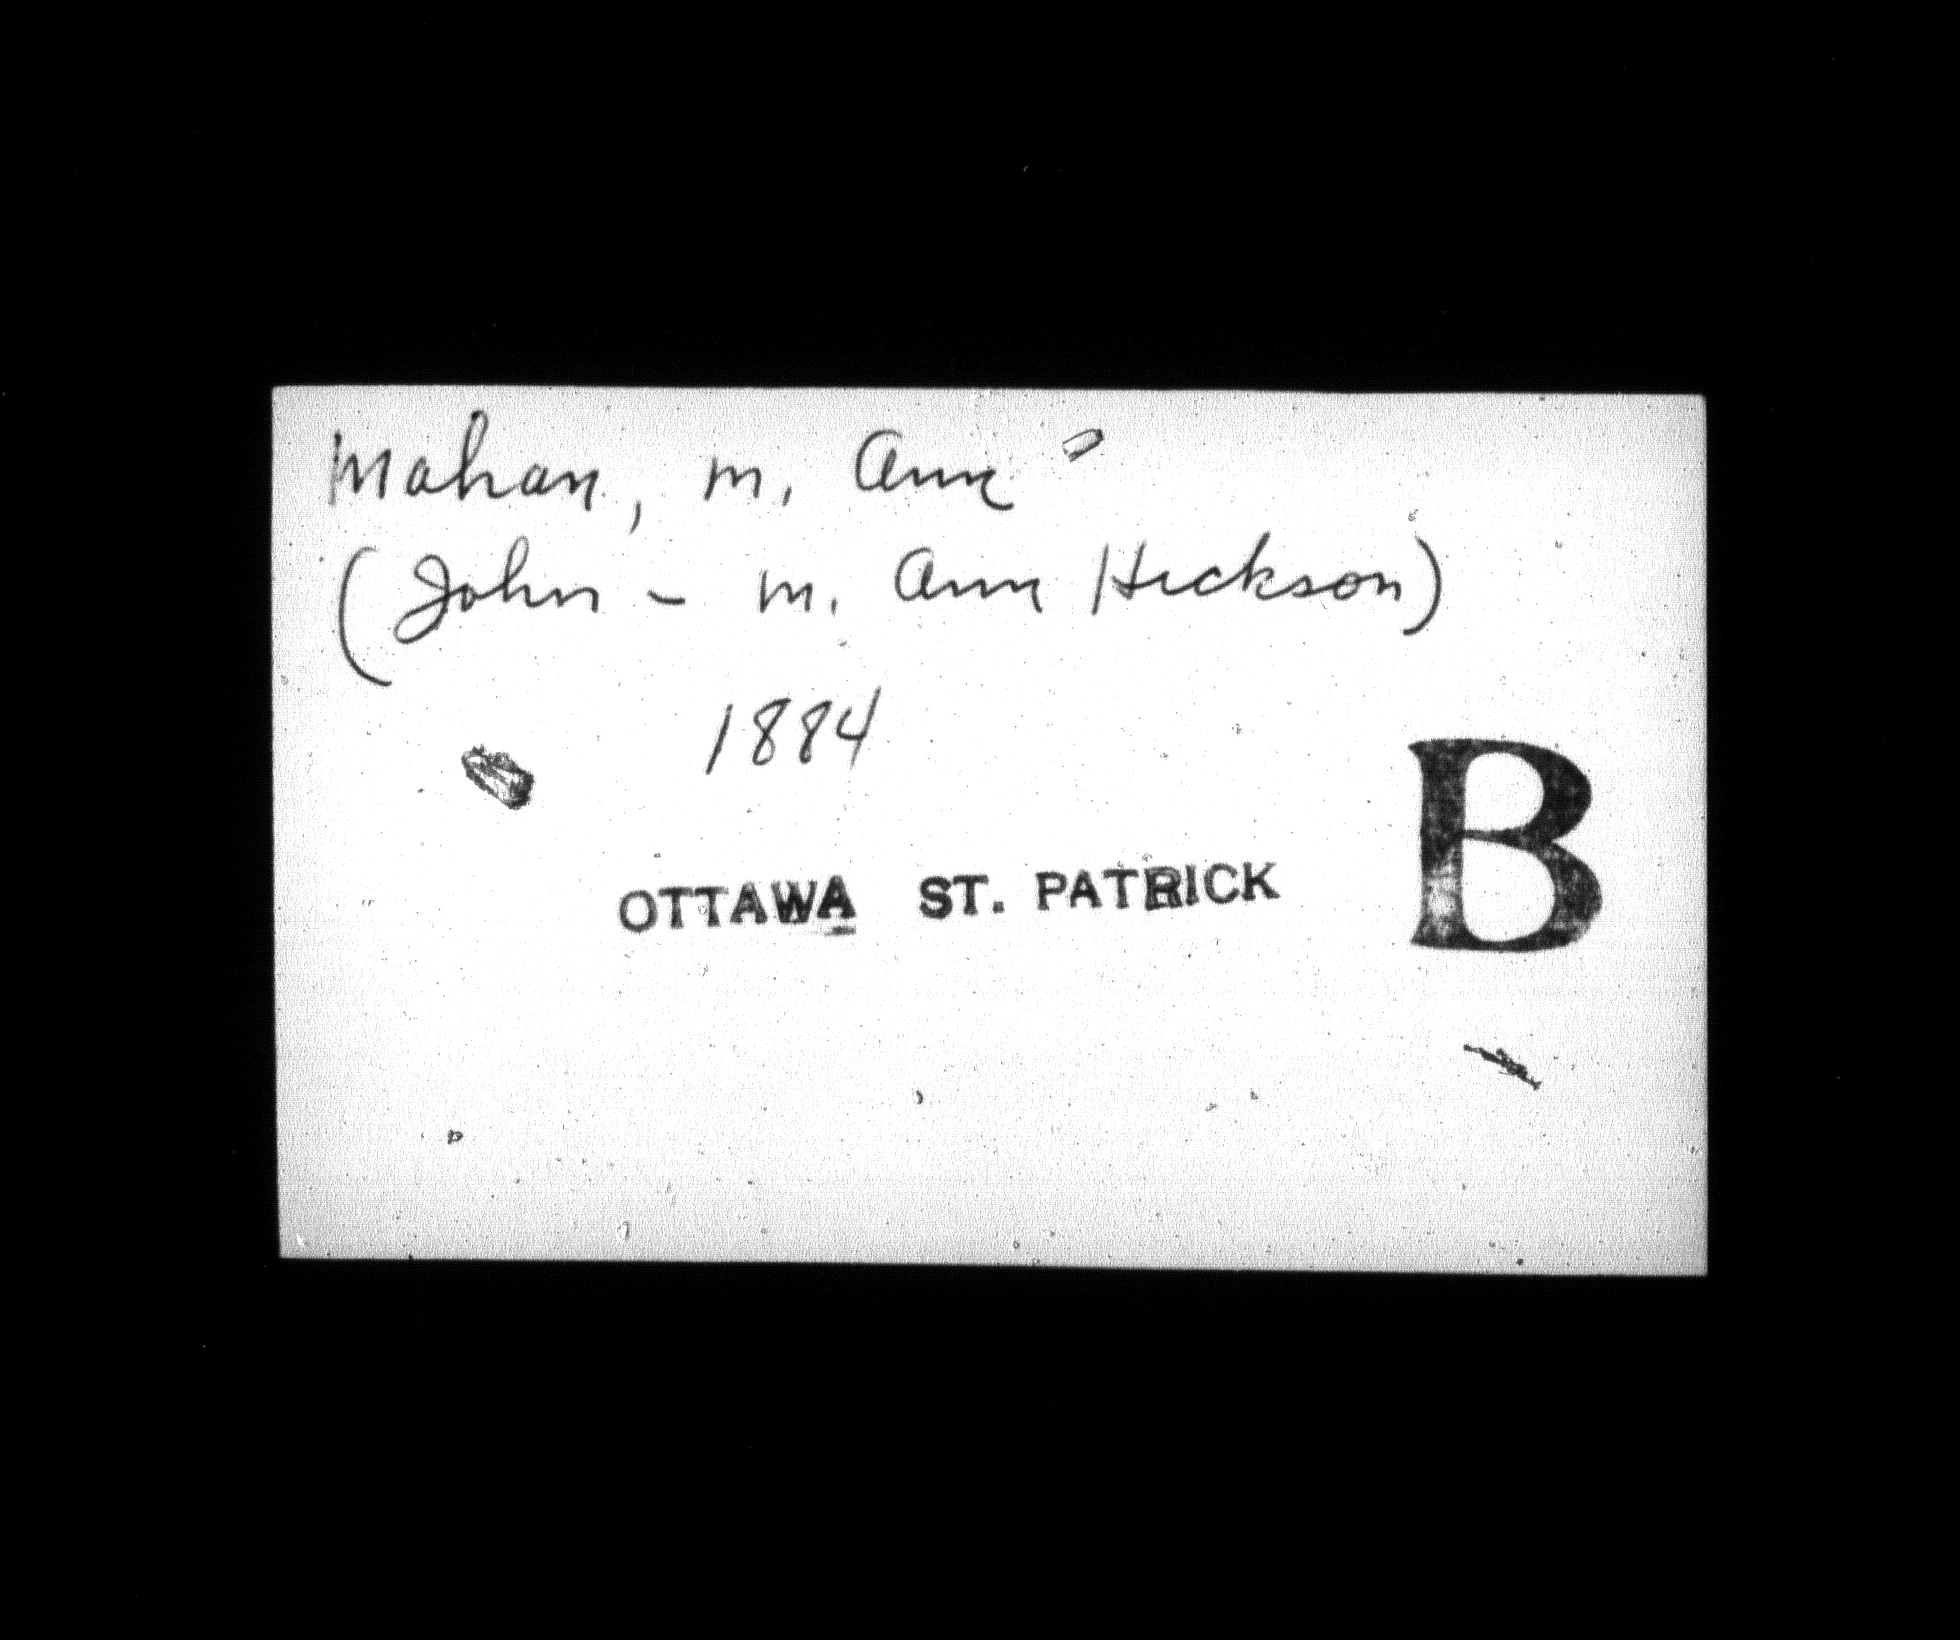 Mahan, M. Ann
(John - M. Ann Hickson)
1884
OTTAWA ST. PATRICK
B